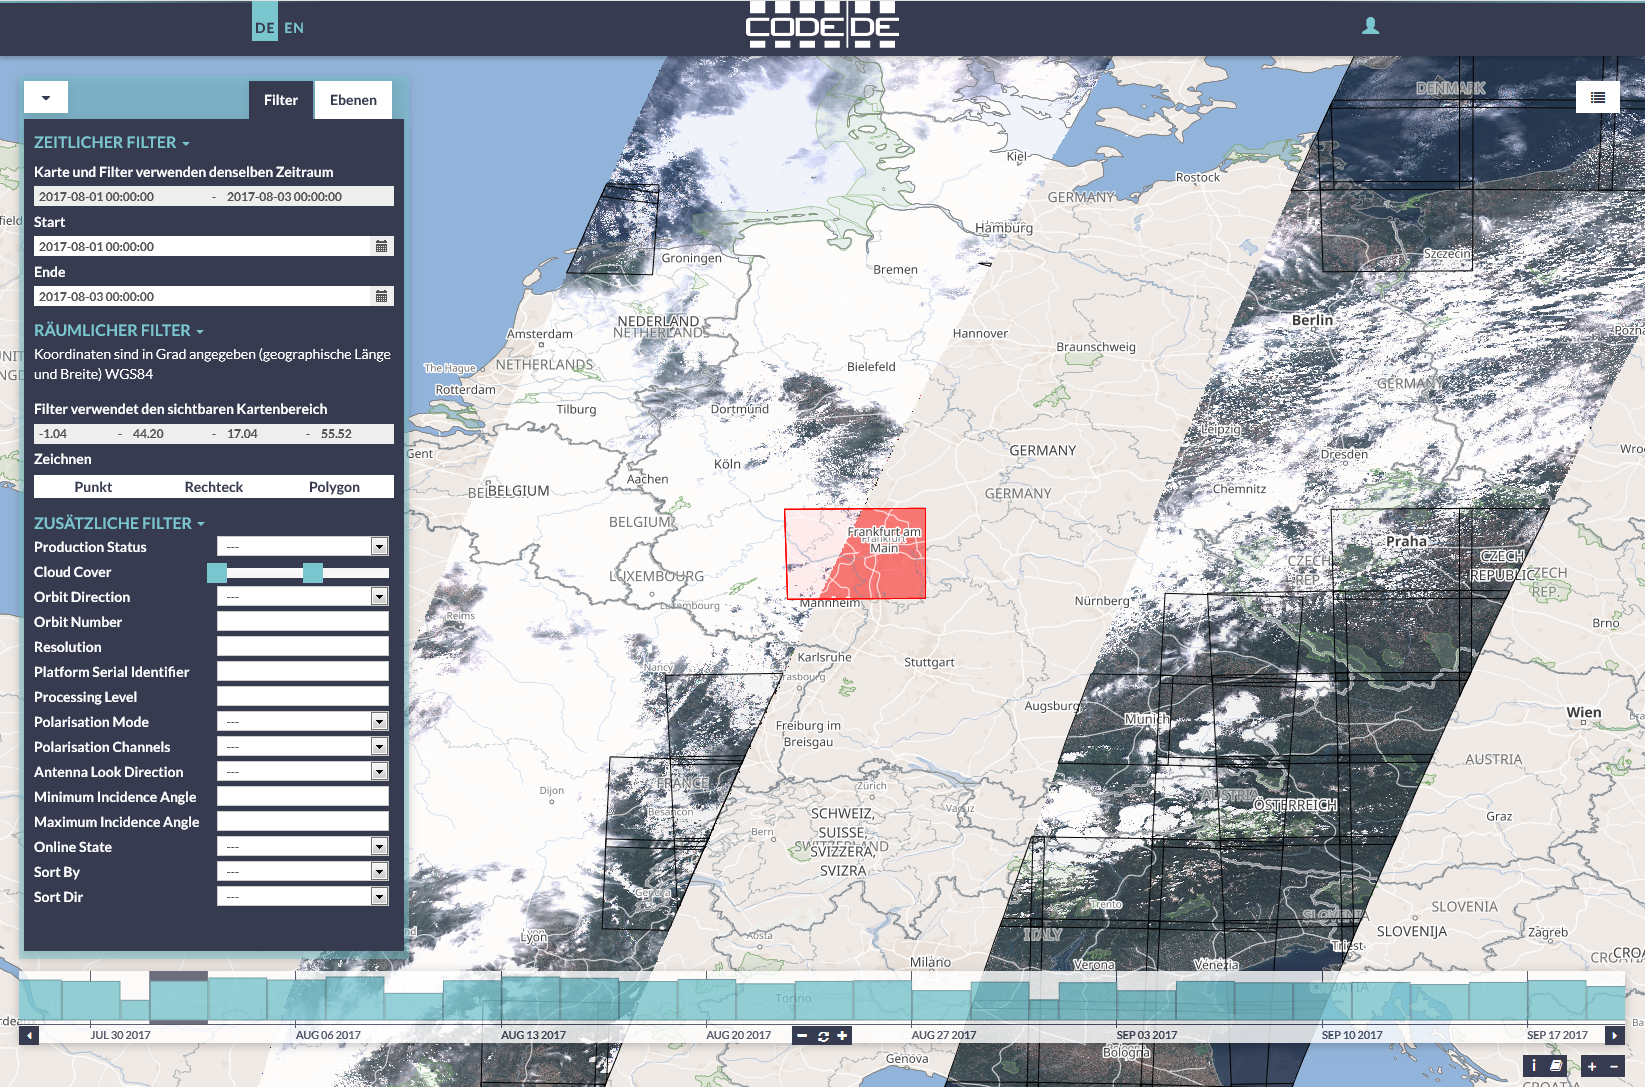 DE EN
CODE|DE
Filter Ebenen
ZEITLICHER FILTER
Karte und Filter verwenden denselben Zeitraum
2017-08-01 00:00:00 - 2017-08-03 00:00:00
Start
2017-08-01 00:00:00
Ende
2017-08-03 00:00:00
RÄUMLICHER FILTER
Koordinaten sind in Grad angegeben (geographische Länge
und Breite) WGS84
Filter verwendet den sichtbaren Kartenbereich
-1.04 - 44.20 - 17.04 - 55.52
Zeichnen
Punkt Rechteck Polygon
ZUSÄTZLICHE FILTER
Production Status ---
Cloud Cover
Orbit Direction ---
Orbit Number
Resolution
Platform Serial Identifier
Processing Level
Polarisation Mode ---
Polarisation Channels ---
Antenna Look Direction ---
Minimum Incidence Angle
Maximum Incidence Angle
Online State ---
Sort By ---
Sort Dir ---
DENMARK
Kiel
Rostock
GERMANY
Hamburg
Szczecin
Groningen
Bremen
NEDERLAND
NETHERLANDS
Berlin
Amsterdam
Hannover
Braunschweig
The Hague
NETHERLANDS
Bielefeld
GERMANY
Rotterdam
Tilburg
Dortmund
Leipzig
Gent
Köln
GERMANY
Dresden
Aachen
BELGIUM
GERMANY
Chemnitz
BELGIUM
Frankfurt am
Main
Praha
CZECH
REPUBLIC
CZECH
REP.
CZECH
REP.
LUXEMBOURG
Luxembourg
Mannheim
Nürnberg
Reims
Brno
Karlsruhe
Stuttgart
Nancy
Strasbourg
Augsburg
Munich
Wien
Freiburg im
Breisgau
FRANCE
AUSTRIA
Dijon
Zürich
AUSTRIA
ÖSTERREICH
Besancon
Vaduz
SCHWEIZ,
SUISSE,
SWITZERLAND
SVIZZERA,
SVIZRA
Bern
Graz
Geneva
Trento
SLOVENIA
SLOVENIA
ITALY
SLOVENIJA
Zagreb
Lyon
Aosta
Milano
Verona
Venezia
Triest
CROATIA
Torino
JUL 30 2017 AUG 06 2017 AUG 13 2017 AUG 20 2017 AUG 27 2017 SEP 03 2017 SEP 10 2017 SEP 17 2017
Genova
Bologna
CROATIA